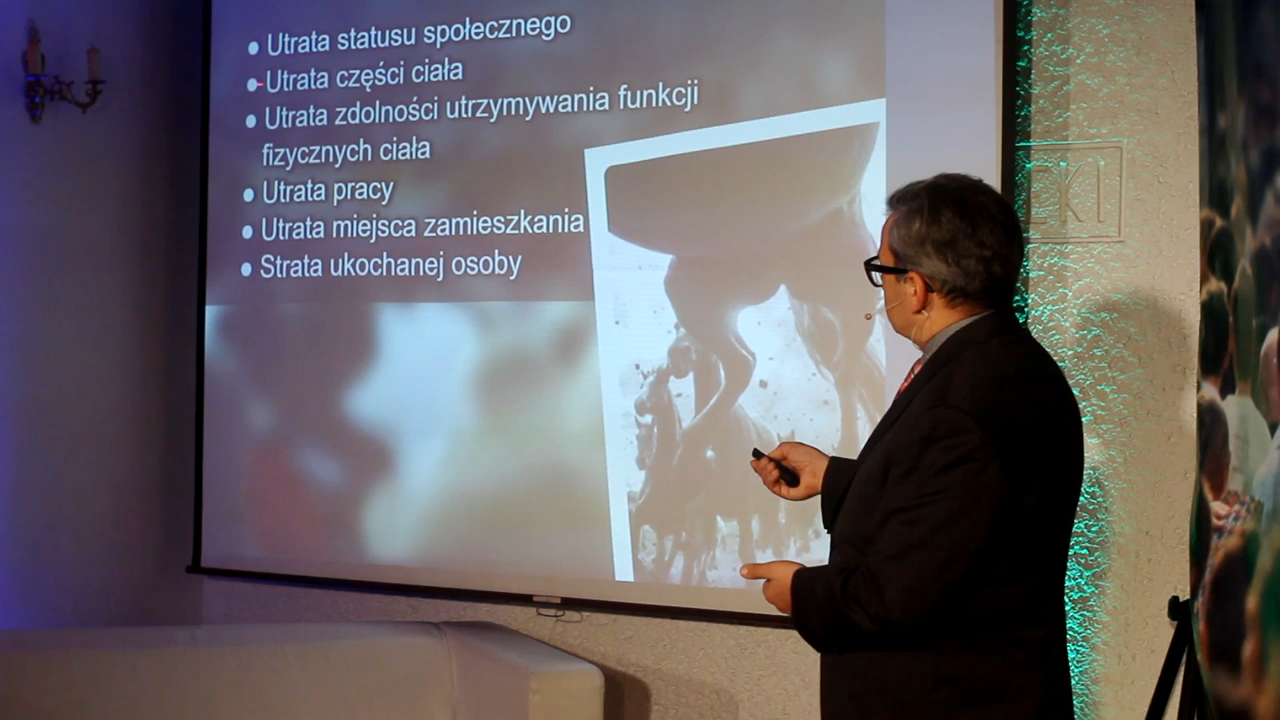 • Utrata statusu społecznego
• Utrata części ciała
• Utrata zdolności utrzymywania funkcji
fizycznych ciała
• Utrata pracy
• Utrata miejsca zamieszkania
• Strata ukochanej osoby
EKI